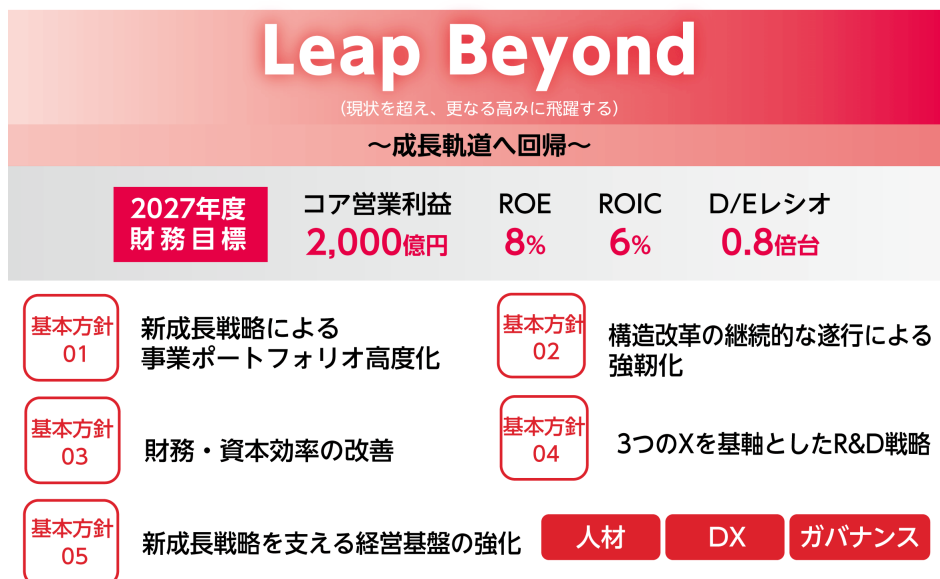 Leap Beyond
(現状を超え、更なる高みに飛躍する)
～成長軌道へ回帰～
2027年度
財務目標
コア営業利益
2,000億円
ROE
8%
ROIC
6%
D/Eレシオ
0.8倍台
基本方針
01
新成長戦略による
事業ポートフォリオ高度化
基本方針
02
構造改革の継続的な遂行による
強靭化
基本方針
03
財務・資本効率の改善
基本方針
04
3つのXを基軸としたR&D戦略
基本方針
05
新成長戦略を支える経営基盤の強化
人材
DX
ガバナンス